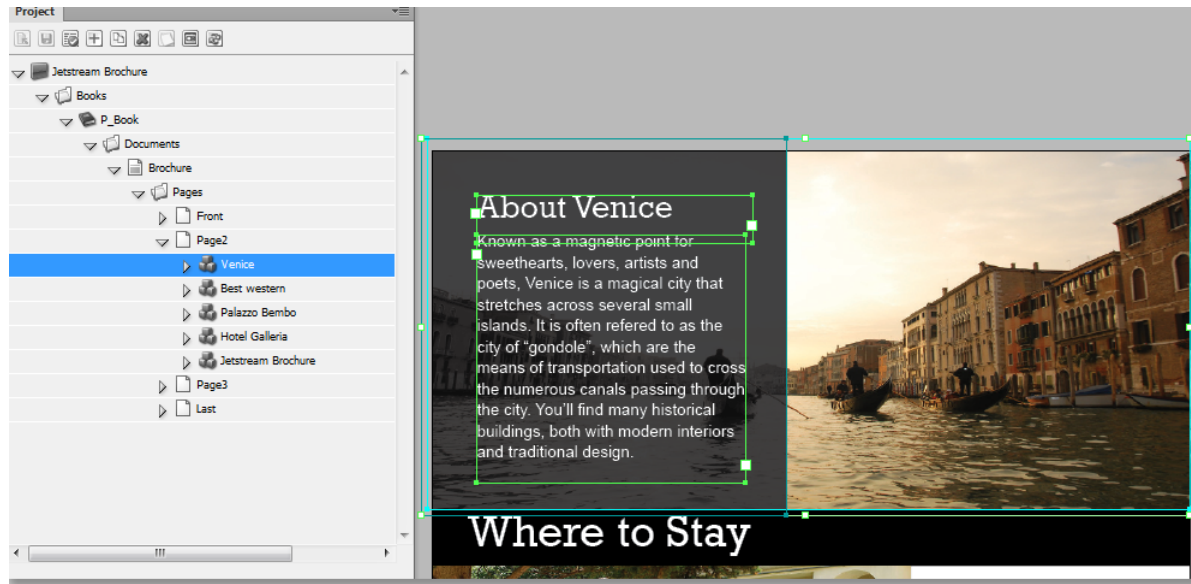 Project
Jetstream Brochure
Books
P_Book
Documents
Brochure
Pages
Front
Page2
Venice
Best western
Palazzo Bembo
Hotel Galleria
Jetstream Brochure
Page3
Last
About Venice
Known as a magnetic point for
sweethearts, lovers, artists and
poets, Venice is a magical city that
stretches across several small
islands. It is often refered to as the
city of “gondole”, which are the
means of transportation used to cross
the numerous canals passing through
the city. You’ll find many historical
buildings, both with modern interiors
and traditional design.
Where to Stay